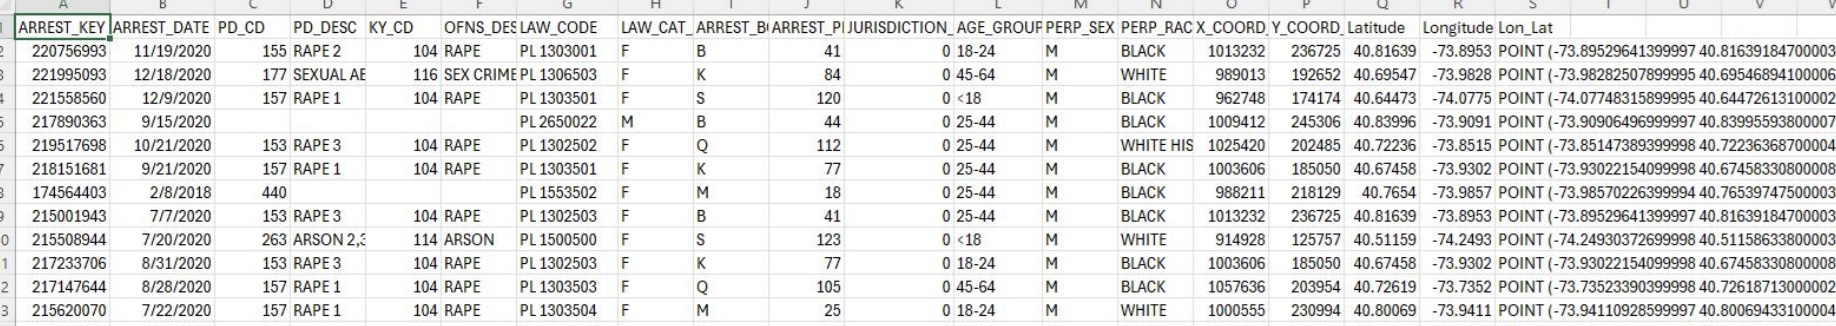 A B C D E F G H I J K L M N O P Q R S T U V
1 ARREST_KEY ARREST_DATE PD_CD PD_DESC KY_CD OFNS_DES LAW_CODE LAW_CAT_ ARREST_B ARREST_P JURISDICTION_ AGE_GROUP PERP_SEX PERP_RAC X_COORD_ Y_COORD_ Latitude Longitude Lon_Lat
2 220756993 11/19/2020 155 RAPE 2 104 RAPE PL 1303001 F B 41 0 18-24 M BLACK 1013232 236725 40.81639 -73.8953 POINT (-73.89529641399997 40.81639184700003
3 221995093 12/18/2020 177 SEXUAL AB 116 SEX CRIME PL 1306503 F K 84 0 45-64 M WHITE 989013 192652 40.69547 -73.9828 POINT (-73.98282507899995 40.69546894100006
4 221558560 12/9/2020 157 RAPE 1 104 RAPE PL 1303501 F S 120 0 <18 M BLACK 962748 174174 40.64473 -74.0775 POINT (-74.07748315899995 40.64472613100002
5 217890363 9/15/2020 PL 2650022 M B 44 0 25-44 M BLACK 1009412 245306 40.83996 -73.9091 POINT (-73.90906496999997 40.83995593800007
6 219517698 10/21/2020 153 RAPE 3 104 RAPE PL 1302502 F Q 112 0 25-44 M WHITE HIS 1025420 202485 40.72236 -73.8515 POINT (-73.85147389399998 40.72236368700004
7 218151681 9/21/2020 157 RAPE 1 104 RAPE PL 1303501 F K 77 0 25-44 M BLACK 1003606 185050 40.67458 -73.9302 POINT (-73.93022154099998 40.67458330800008
8 174564403 2/8/2018 440 PL 1553502 F M 18 0 25-44 M BLACK 988211 218129 40.7654 -73.9857 POINT (-73.98570226399994 40.76539747500003
9 215001943 7/7/2020 153 RAPE 3 104 RAPE PL 1302503 F B 41 0 25-44 M BLACK 1013232 236725 40.81639 -73.8953 POINT (-73.89529641399997 40.81639184700003
0 215508944 7/20/2020 263 ARSON 2,3 114 ARSON PL 1500500 F S 123 0 <18 M WHITE 914928 125757 40.51159 -74.2493 POINT (-74.24930372699998 40.51158633800003
1 217233706 8/31/2020 153 RAPE 3 104 RAPE PL 1302503 F K 77 0 18-24 M BLACK 1003606 185050 40.67458 -73.9302 POINT (-73.93022154099998 40.67458330800008
2 217147644 8/28/2020 157 RAPE 1 104 RAPE PL 1303503 F Q 105 0 45-64 M BLACK 1057636 203954 40.72619 -73.7352 POINT (-73.73523390399998 40.72618713000002
3 215620070 7/22/2020 157 RAPE 1 104 RAPE PL 1303504 F M 25 0 18-24 M WHITE 1000555 230994 40.80069 -73.9411 POINT (-73.94110928599998 40.80069433100004